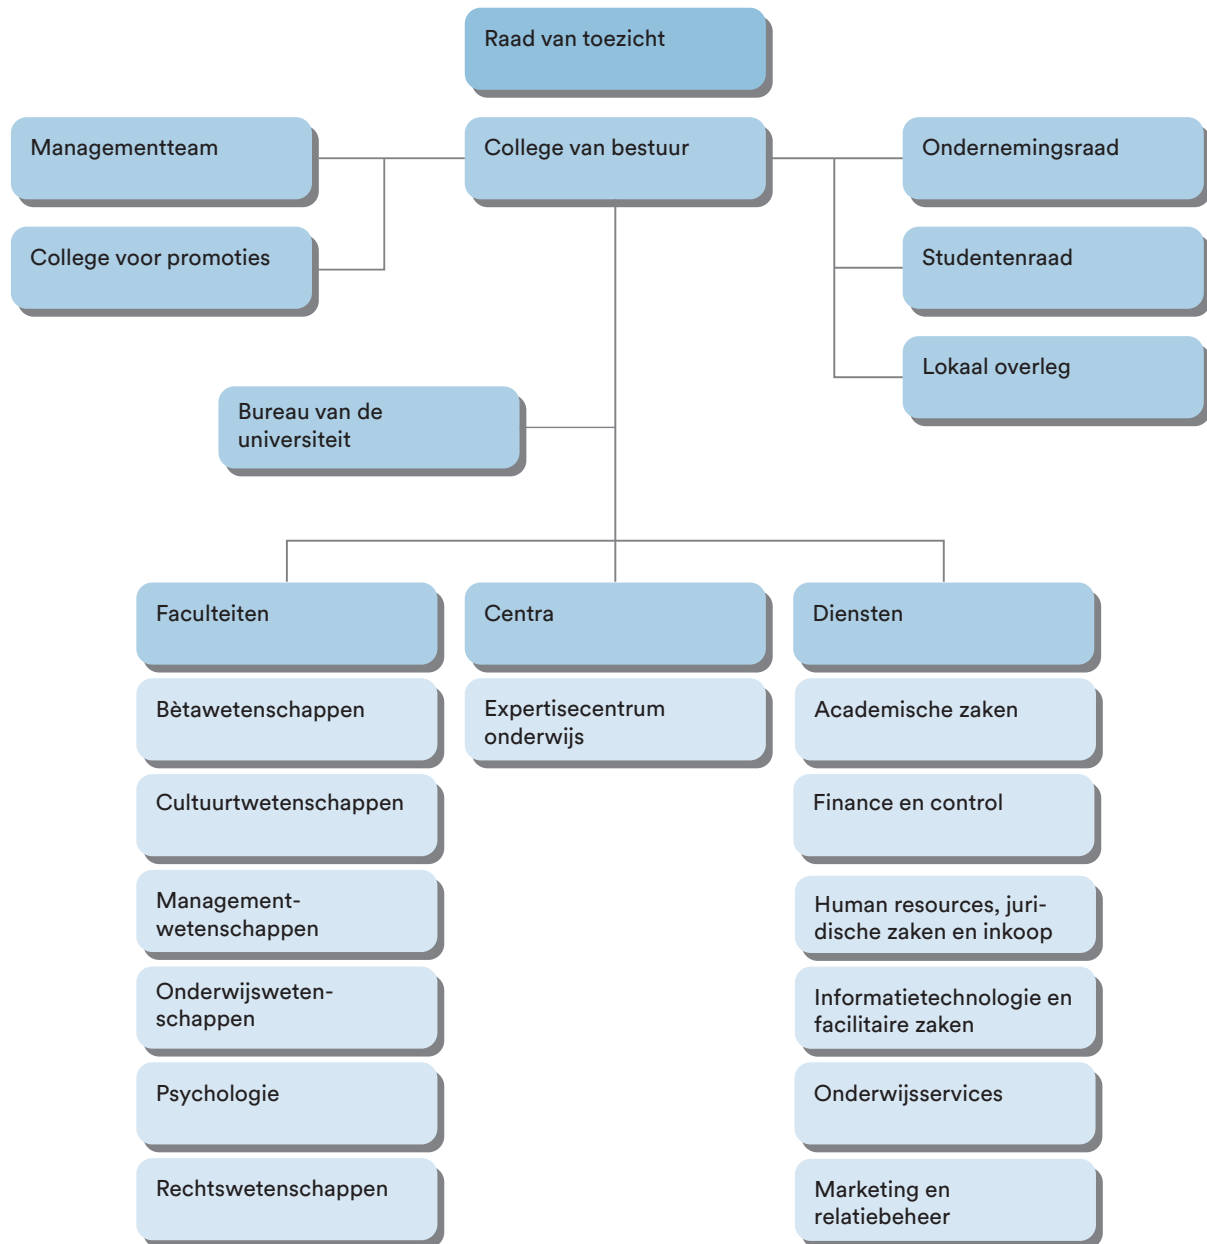 Raad van toezicht
Managementteam
College van bestuur
Ondernemingsraad
College voor promoties
Studentenraad
Lokaal overleg
Bureau van de
universiteit
Faculteiten
Centra
Diensten
Bètawetenschappen
Cultuurtwetenschappen
Management-
wetenschappen
Onderwijsweten-
schappen
Psychologie
Rechtswetenschappen
Expertisecentrum
onderwijs
Academische zaken
Finance en control
Human resources, juri-
dische zaken en inkoop
Informatietechnologie en
facilitaire zaken
Onderwijsservices
Marketing en
relatiebeheer